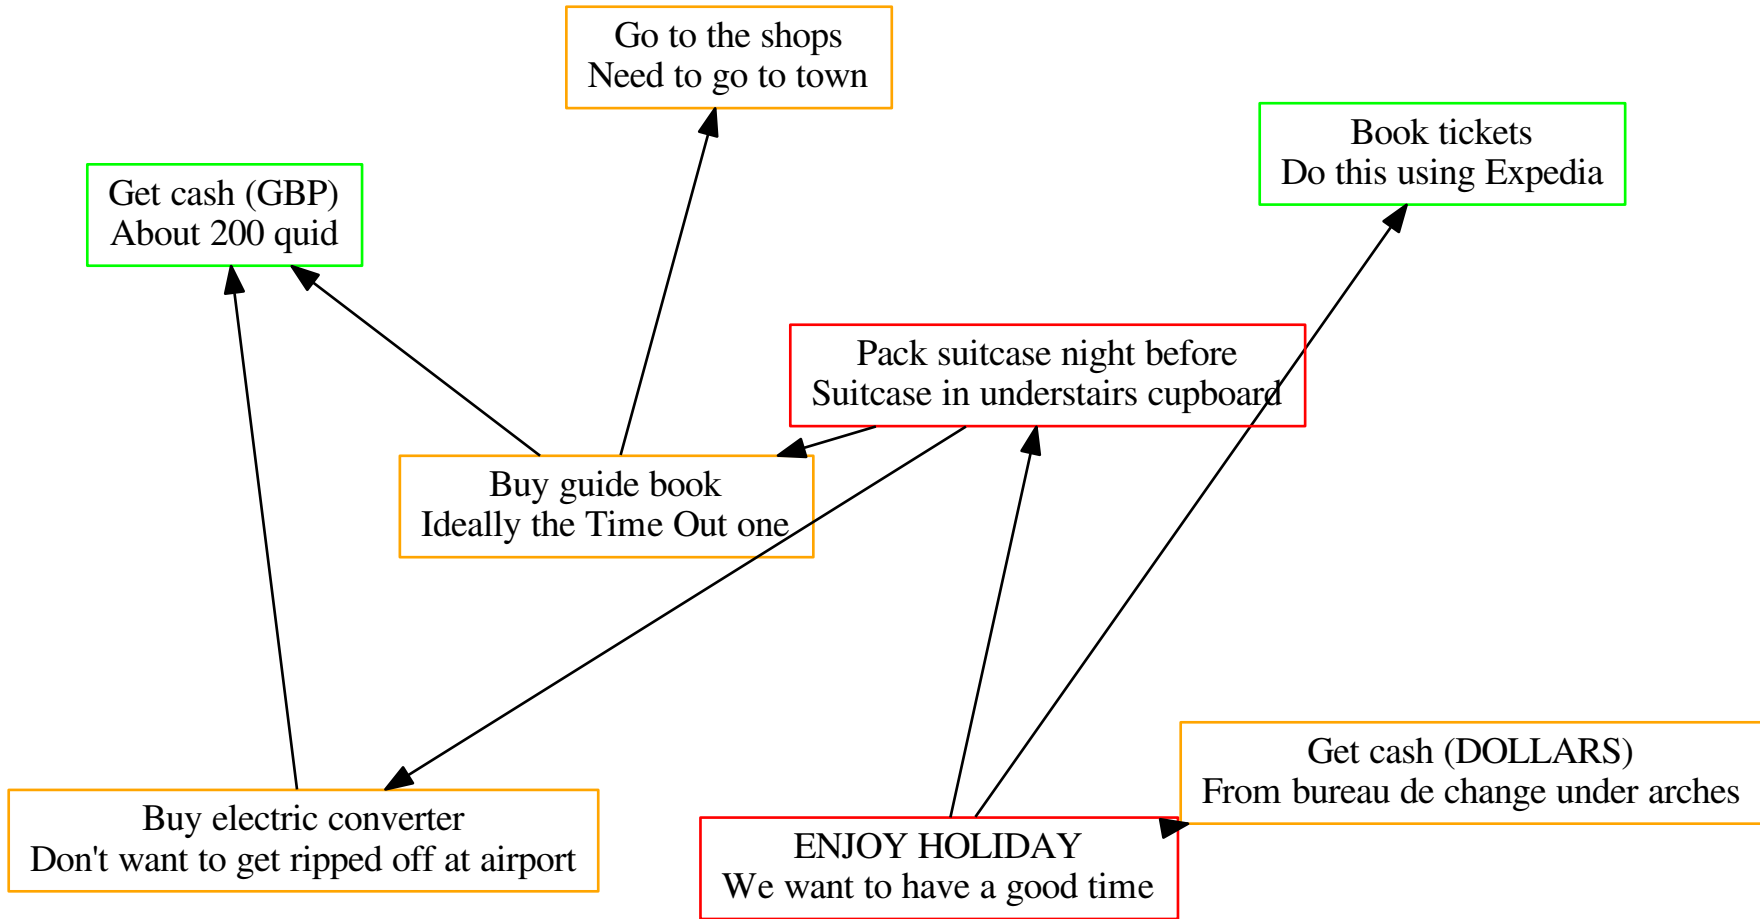 Go to the shops
Need to go to town
Book tickets
Do this using Expedia
Get cash (GBP)
About 200 quid
Pack suitcase night before
Suitcase in understairs cupboard
Buy guide book
Ideally the Time Out one
Get cash (DOLLARS)
From bureau de change under arches
Buy electric converter
Don't want to get ripped off at airport
ENJOY HOLIDAY
We want to have a good time